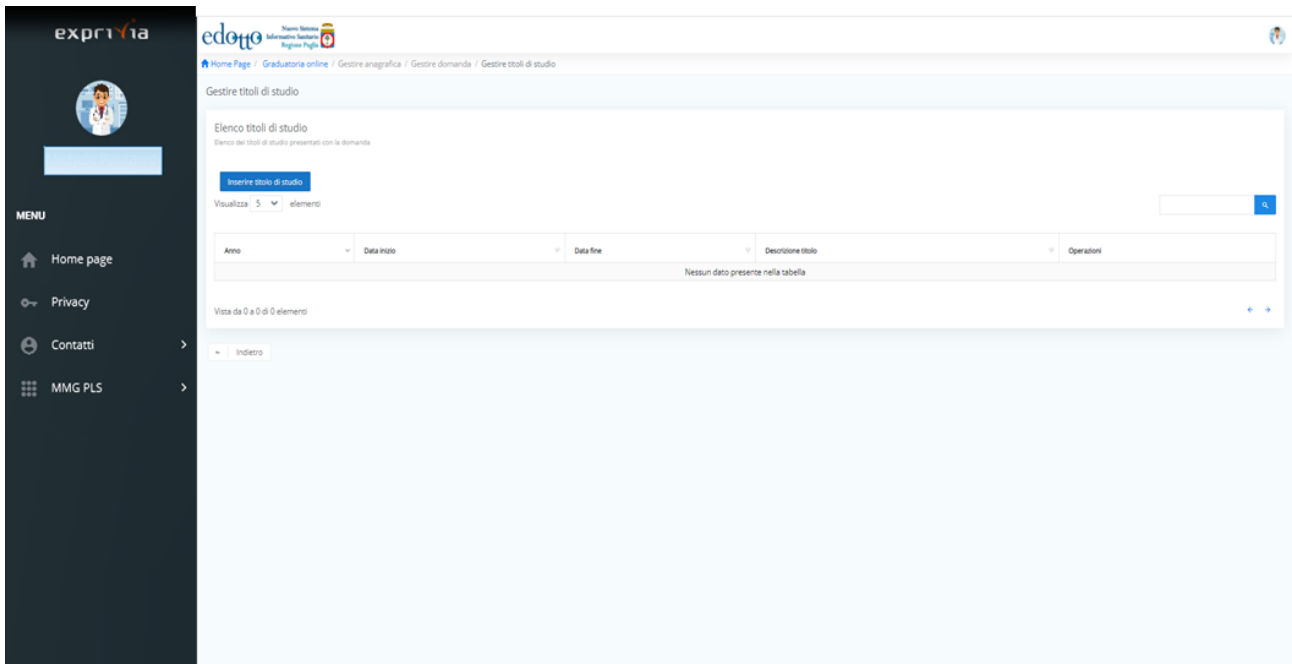 exprivia
MENU
Home page
Privacy
Contatti
MMG PLS
edotto Nuovo Sistema
Informativo Sanitario
Regione Puglia
Home Page / Graduatoria online / Gestire anagrafica / Gestire domanda / Gestire titoli di studio
Gestire titoli di studio
Elenco titoli di studio
Elenco dei titoli di studio presentati con la domanda
Inserire titolo di studio
Visualizza 5 elementi
Anno Data inizio Data fine Descrizione titolo Operazioni
Nessun dato presente nella tabella
Vista da 0 a 0 di 0 elementi
Indietro